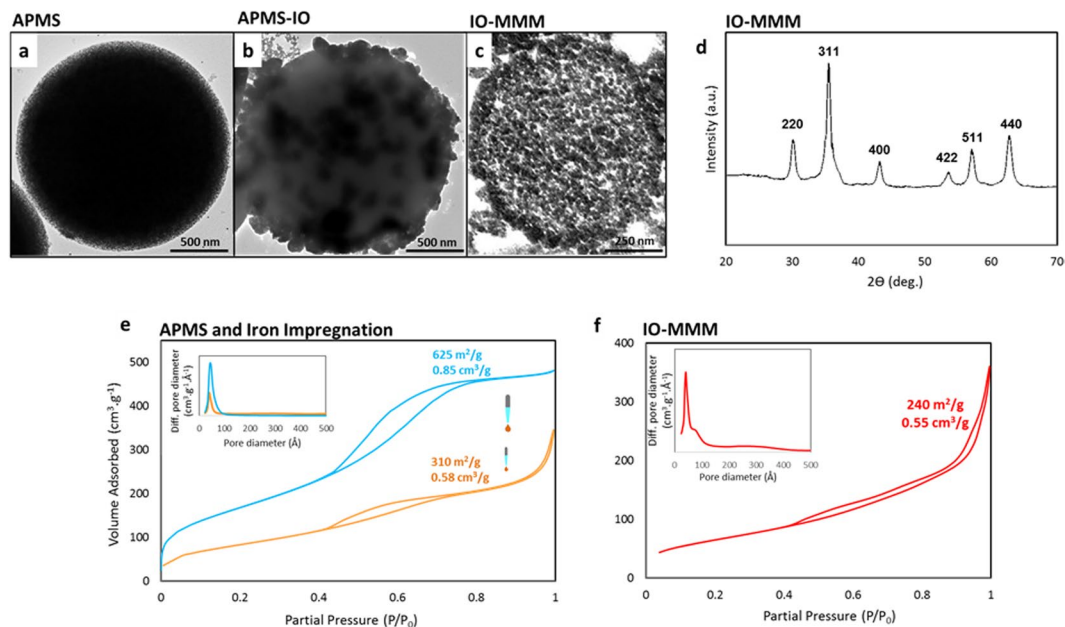 APMS
APMS-IO
IO-MMM
IO-MMM
a
b
c
d
500 nm
500 nm
250 nm
Intensity (a.u.)
220
311
400
422
511
440
20
30
40
50
60
70
2Θ (deg.)
e
APMS and Iron Impregnation
Volume Adsorbed (cm³.g⁻¹)
500
400
300
200
100
0
0
0.2
0.4
0.6
0.8
1
Partial Pressure (P/P₀)
Diff. pore diameter
(cm³.g⁻¹.Å⁻¹)
0
100
200
300
400
500
Pore diameter (Å)
625 m²/g
0.85 cm³/g
310 m²/g
0.58 cm³/g
f
IO-MMM
400
300
200
100
0
0
0.2
0.4
0.6
0.8
1
Partial Pressure (P/P₀)
Diff. pore diameter
(cm³.g⁻¹.Å⁻¹)
0
100
200
300
400
500
Pore diameter (Å)
240 m²/g
0.55 cm³/g